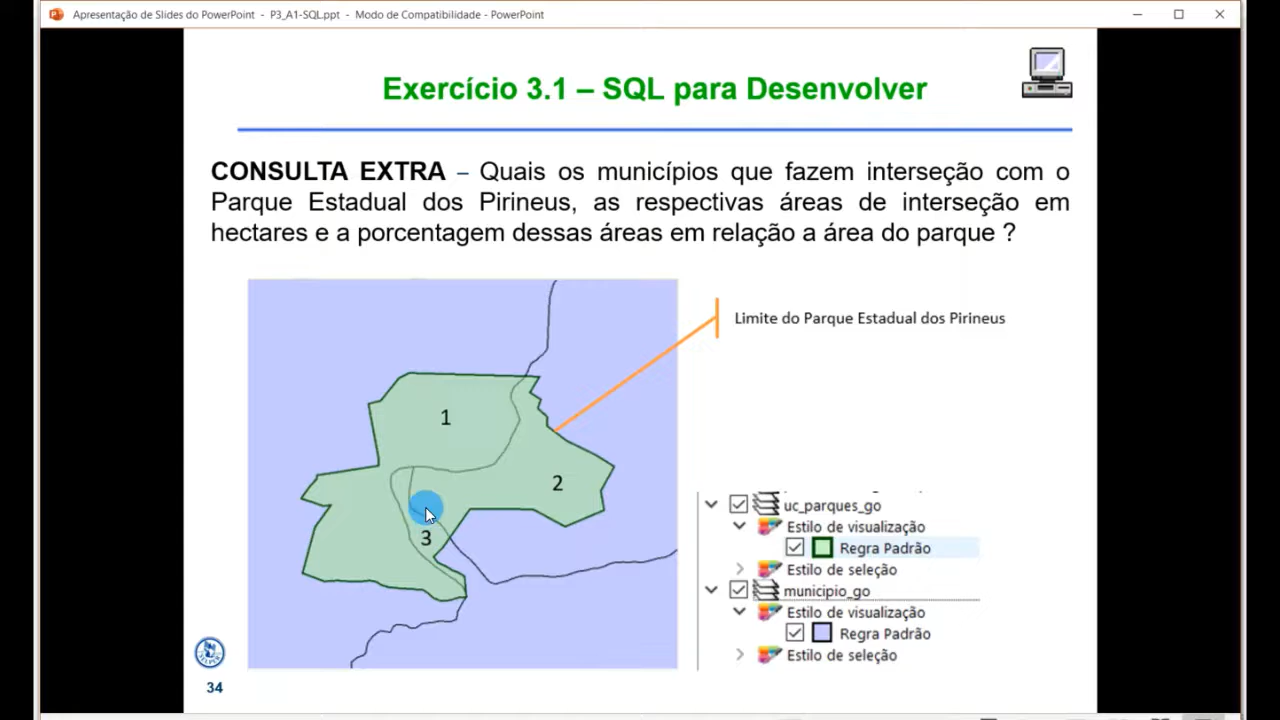 Apresentação de Slides do PowerPoint - P3_A1-SQL.ppt - Modo de Compatibilidade - PowerPoint
Exercício 3.1 – SQL para Desenvolver
CONSULTA EXTRA – Quais os municípios que fazem interseção com o
Parque Estadual dos Pirineus, as respectivas áreas de interseção em
hectares e a porcentagem dessas áreas em relação a área do parque ?
Limite do Parque Estadual dos Pirineus
1
2
3
uc_parques_go
Estilo de visualização
Regra Padrão
Estilo de seleção
municipio_go
Estilo de visualização
Regra Padrão
Estilo de seleção
34